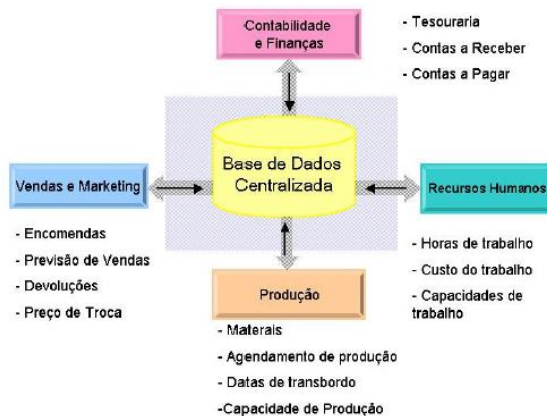 Contabilidade
e Finanças
- Tesouraria
- Contas a Receber
- Contas a Pagar
Base de Dados
Centralizada
Vendas e Marketing
- Encomendas
- Previsão de Vendas
- Devoluções
- Preço de Troca
Recursos Humanos
- Horas de trabalho
- Custo do trabalho
- Capacidades de
trabalho
Produção
- Materais
- Agendamento de produção
- Datas de transbordo
-Capacidade de Produção